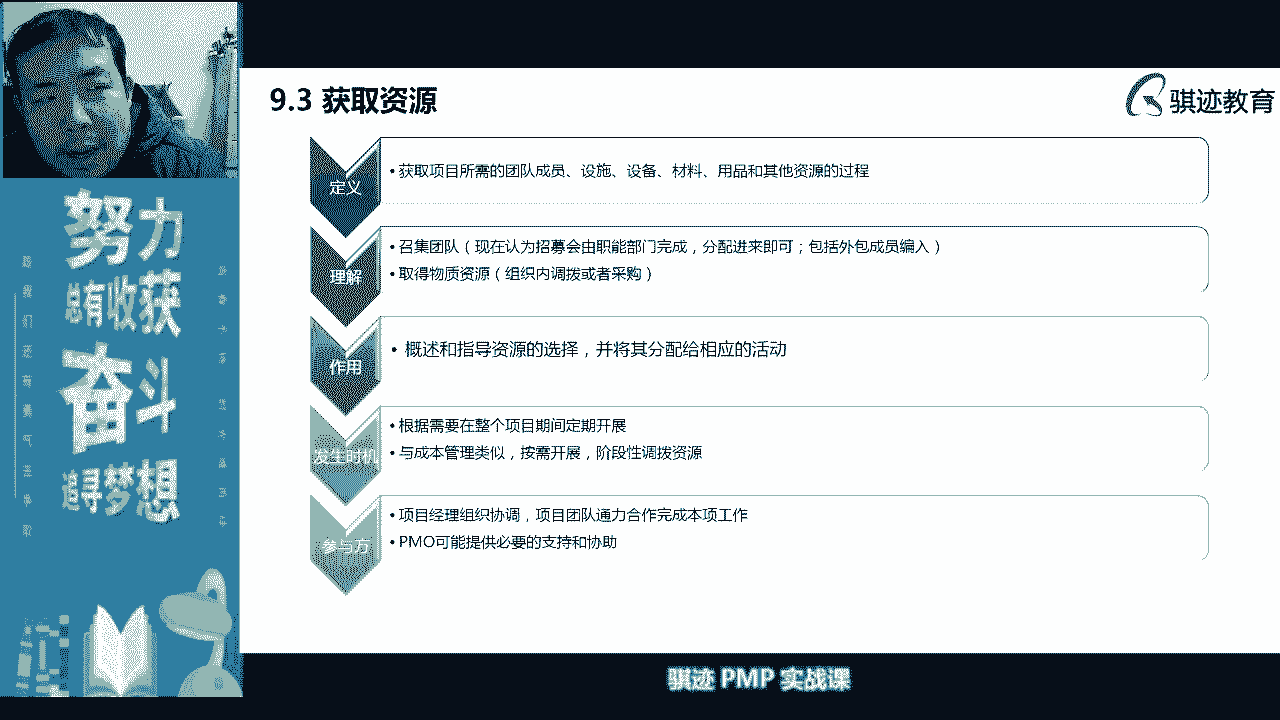 9.3 获取资源
骐迹教育
定义
• 获取项目所需的团队成员、设施、设备、材料、用品和其他资源的过程
理解
• 召集团队（现在认为招募会由职能部门完成，分配进来即可；包括外包成员编入）
• 取得物质资源（组织内调拨或者采购）
作用
• 概述和指导资源的选择，并将其分配给相应的活动
发生时机
• 根据需要在整个项目期间定期开展
• 与成本管理类似，按需开展，阶段性调拨资源
参与方
• 项目经理组织协调，项目团队通力合作完成本项工作
• PMO可能提供必要的支持和协助
努力
总有收获
奋斗
追寻梦想
骐迹 PMP 实战课